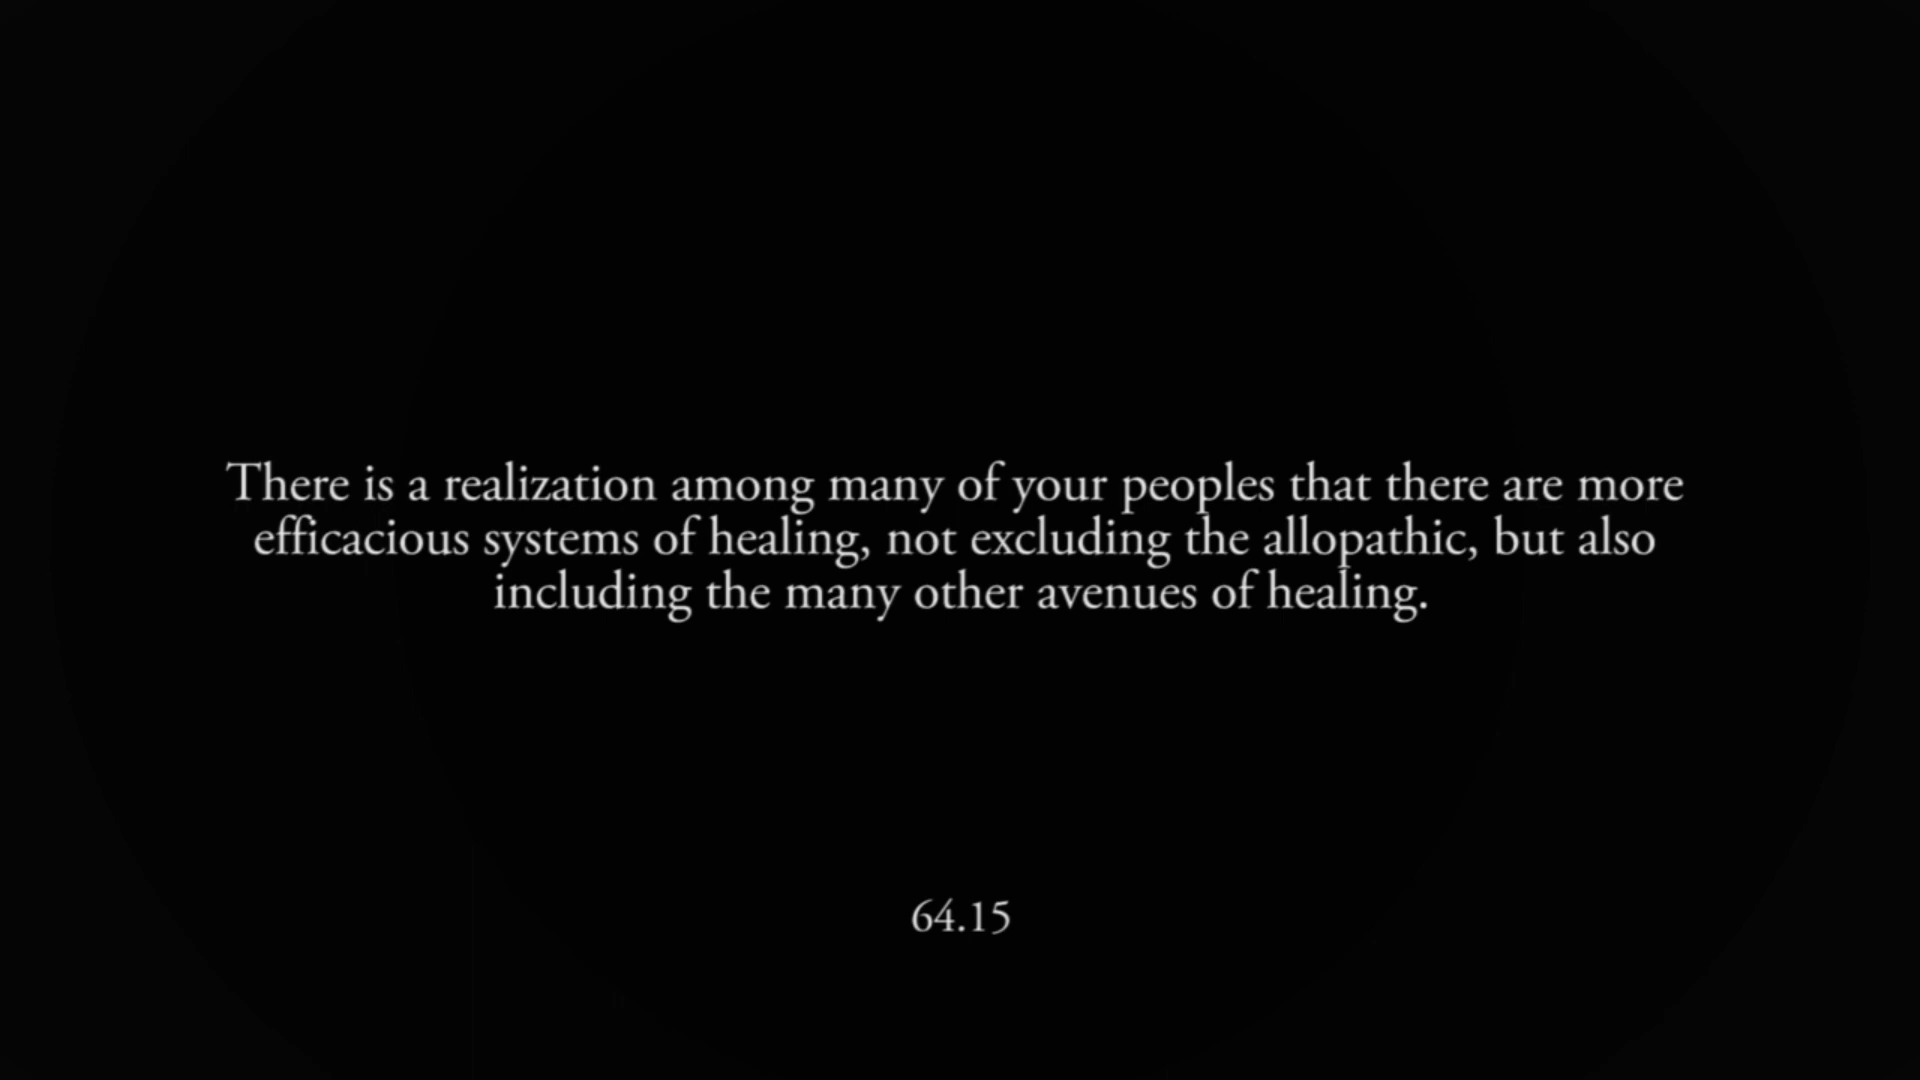 There is a realization among many of your peoples that there are more
efficacious systems of healing, not excluding the allopathic, but also
including the many other avenues of healing.
64.15